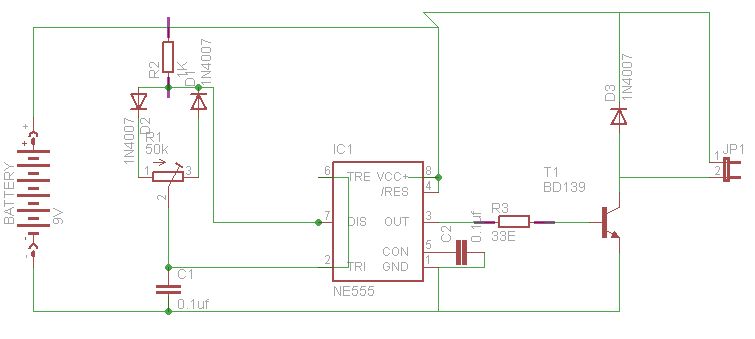 R2
1K
D1
1N4007
1N4007
D2
R1
50k
1
3
2
BATTERY
9V
+
+
-
-
IC1
6
TRE
VCC+
8
/RES
4
7
DIS
OUT
3
CON
5
2
TRI
GND
1
NE555
C1
0.1uf
C2
0.1uf
R3
33E
T1
BD139
D3
1N4007
JP1
1
2